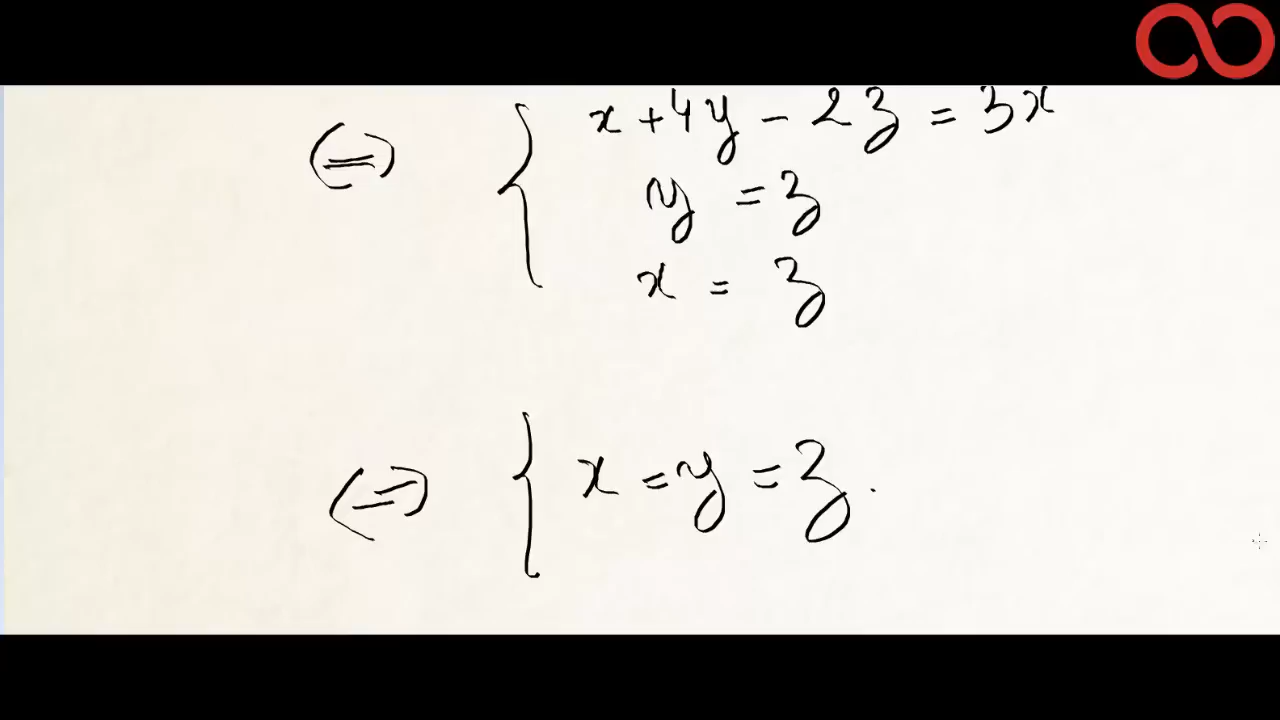 ⟺ { x + 4y - 2z = 3x
y = z
x = z
⟺ { x = y = z .